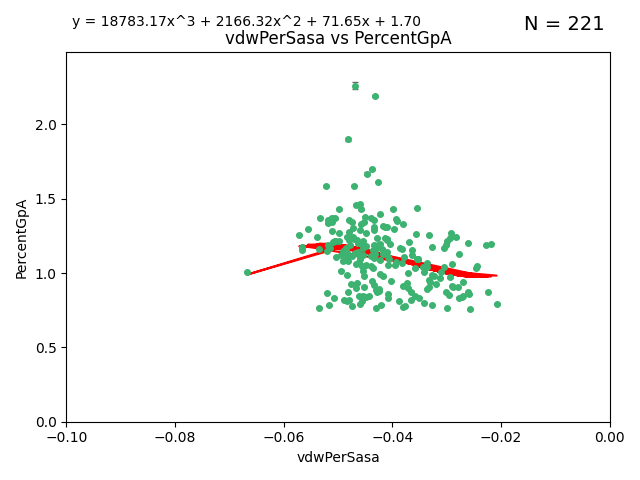 y = 18783.17x^3 + 2166.32x^2 + 71.65x + 1.70
N = 221
vdwPerSasa vs PercentGpA
PercentGpA
2.0
1.5
1.0
0.5
0.0
−0.10 −0.08 −0.06 −0.04 −0.02 0.00
vdwPerSasa